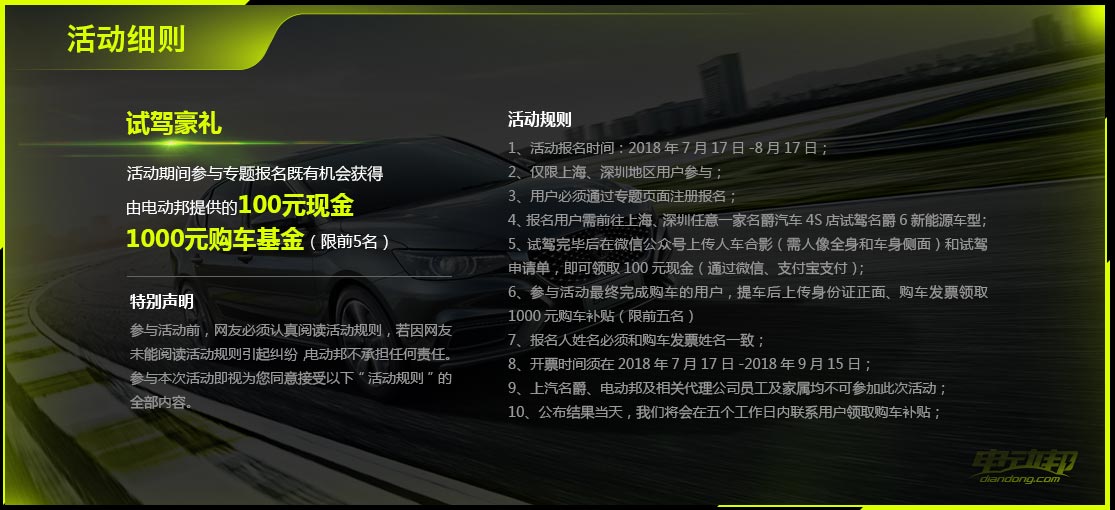 活动细则
试驾豪礼
活动期间参与专题报名既有机会获得
由电动邦提供的100元现金
1000元购车基金（限前5名）
特别声明
参与活动前，网友必须认真阅读活动规则，若因网友
未能阅读活动规则引起纠纷，电动邦不承担任何责任。
参与本次活动即视为您同意接受以下“活动规则”的
全部内容。
活动规则
1、活动报名时间：2018 年 7 月 17 日 -8 月 17 日；
2、仅限上海、深圳地区用户参与；
3、用户必须通过专题页面注册报名；
4、报名用户需前往上海、深圳任意一家名爵汽车 4S 店试驾名爵 6 新能源车型；
5、试驾完毕后在微信公众号上传人车合影（需人像全身和车身侧面）和试驾
申请单，即可领取 100 元现金（通过微信、支付宝支付）；
6、参与活动最终完成购车的用户，提车后上传身份证正面、购车发票领取
1000 元购车补贴（限前五名）
7、报名人姓名必须和购车发票姓名一致；
8、开票时间须在 2018 年 7 月 17 日 -2018 年 9 月 15 日；
9、上汽名爵、电动邦及相关代理公司员工及家属均不可参加此次活动；
10、公布结果当天，我们将会在五个工作日内联系用户领取购车补贴；
电动邦
diandong.com